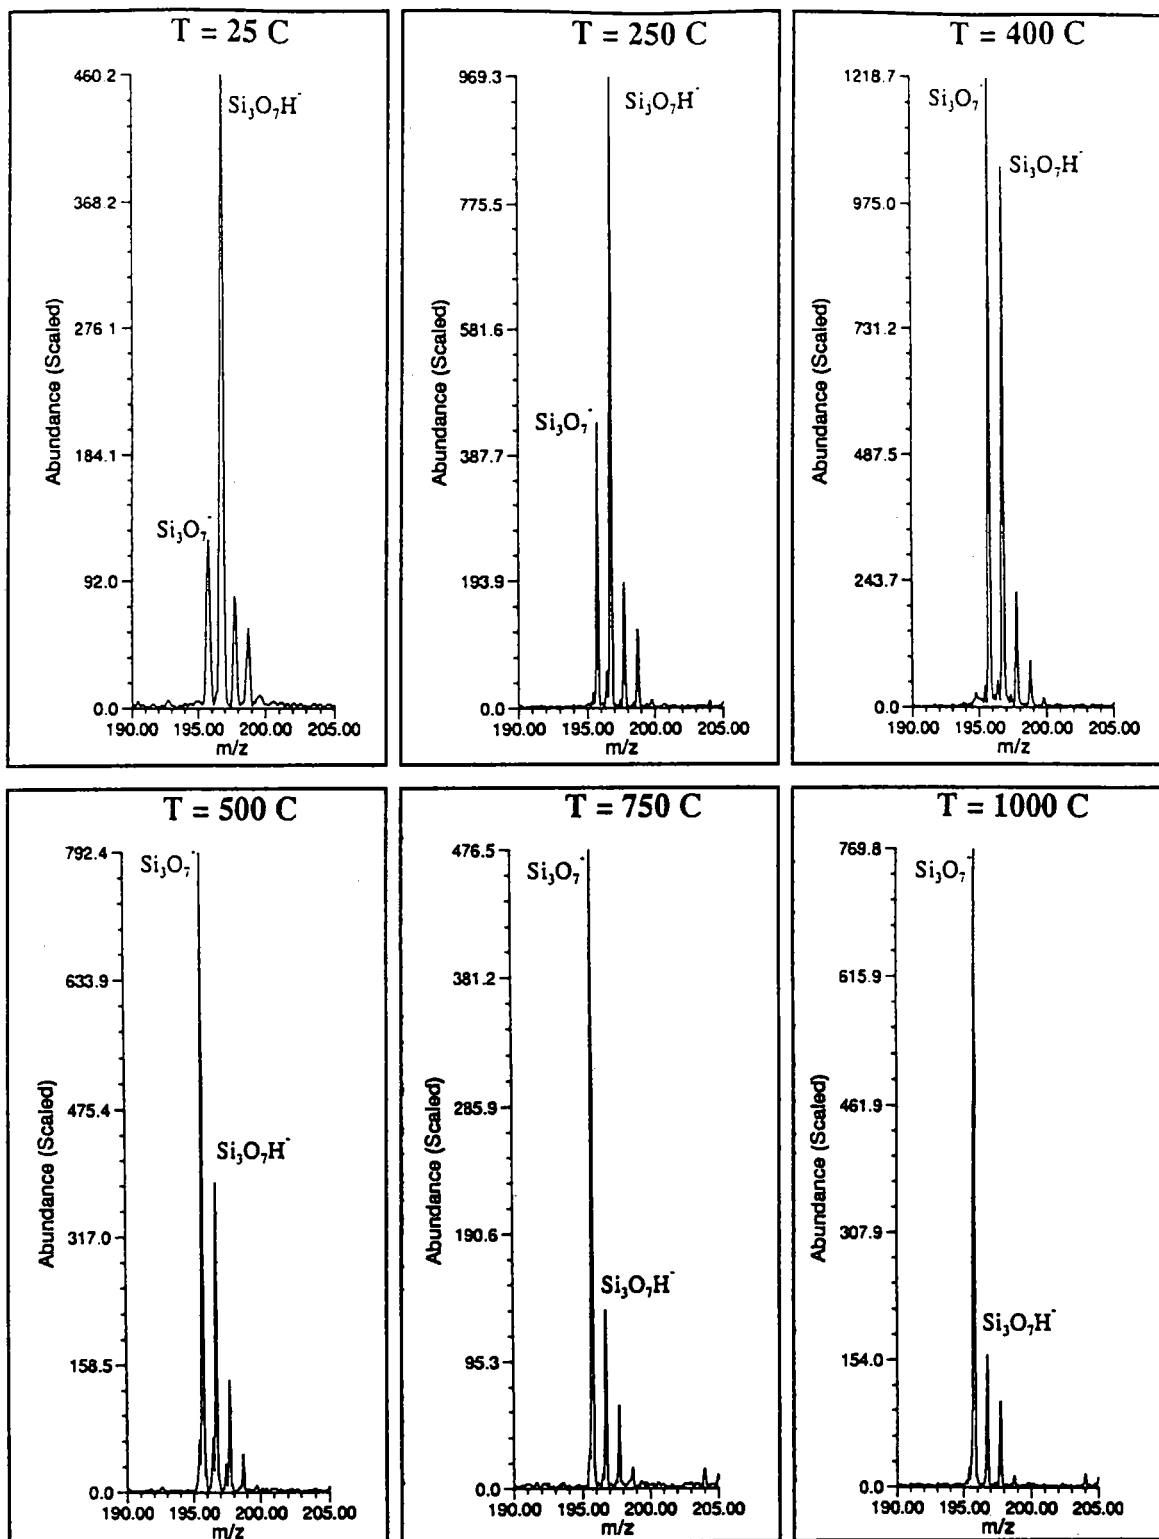 T = 25 C
460.2
Si₃O₇H⁻
368.2
276 1
184.1
Si₃O₇⁻
92.0
0.0
190.00 195.00 200.00 205.00
m/z
Abundance (Scaled)
T = 250 C
969.3
Si₃O₇H⁻
775.5
581.6
Si₃O₇⁻
387.7
193.9
0.0
190.00 195.00 200.00 205.00
m/z
Abundance (Scaled)
T = 400 C
1218.7
Si₃O₇⁻
Si₃O₇H⁻
975.0
731.2
487.5
243.7
0.0
190.00 195.00 200.00 205.00
m/z
Abundance (Scaled)
T = 500 C
792.4
Si₃O₇⁻
633.9
475.4
Si₃O₇H⁻
317.0
158.5
0.0
190.00 195.00 200.00 205.00
m/z
Abundance (Scaled)
T = 750 C
476.5
Si₃O₇⁻
381.2
285.9
190.6
Si₃O₇H⁻
95.3
0.0
190.00 195.00 200.00 205.00
m/z
Abundance (Scaled)
T = 1000 C
769.8
Si₃O₇⁻
615.9
461.9
307.9
Si₃O₇H⁻
154.0
0.0
190.00 195.00 200.00 205.00
m/z
Abundance (Scaled)